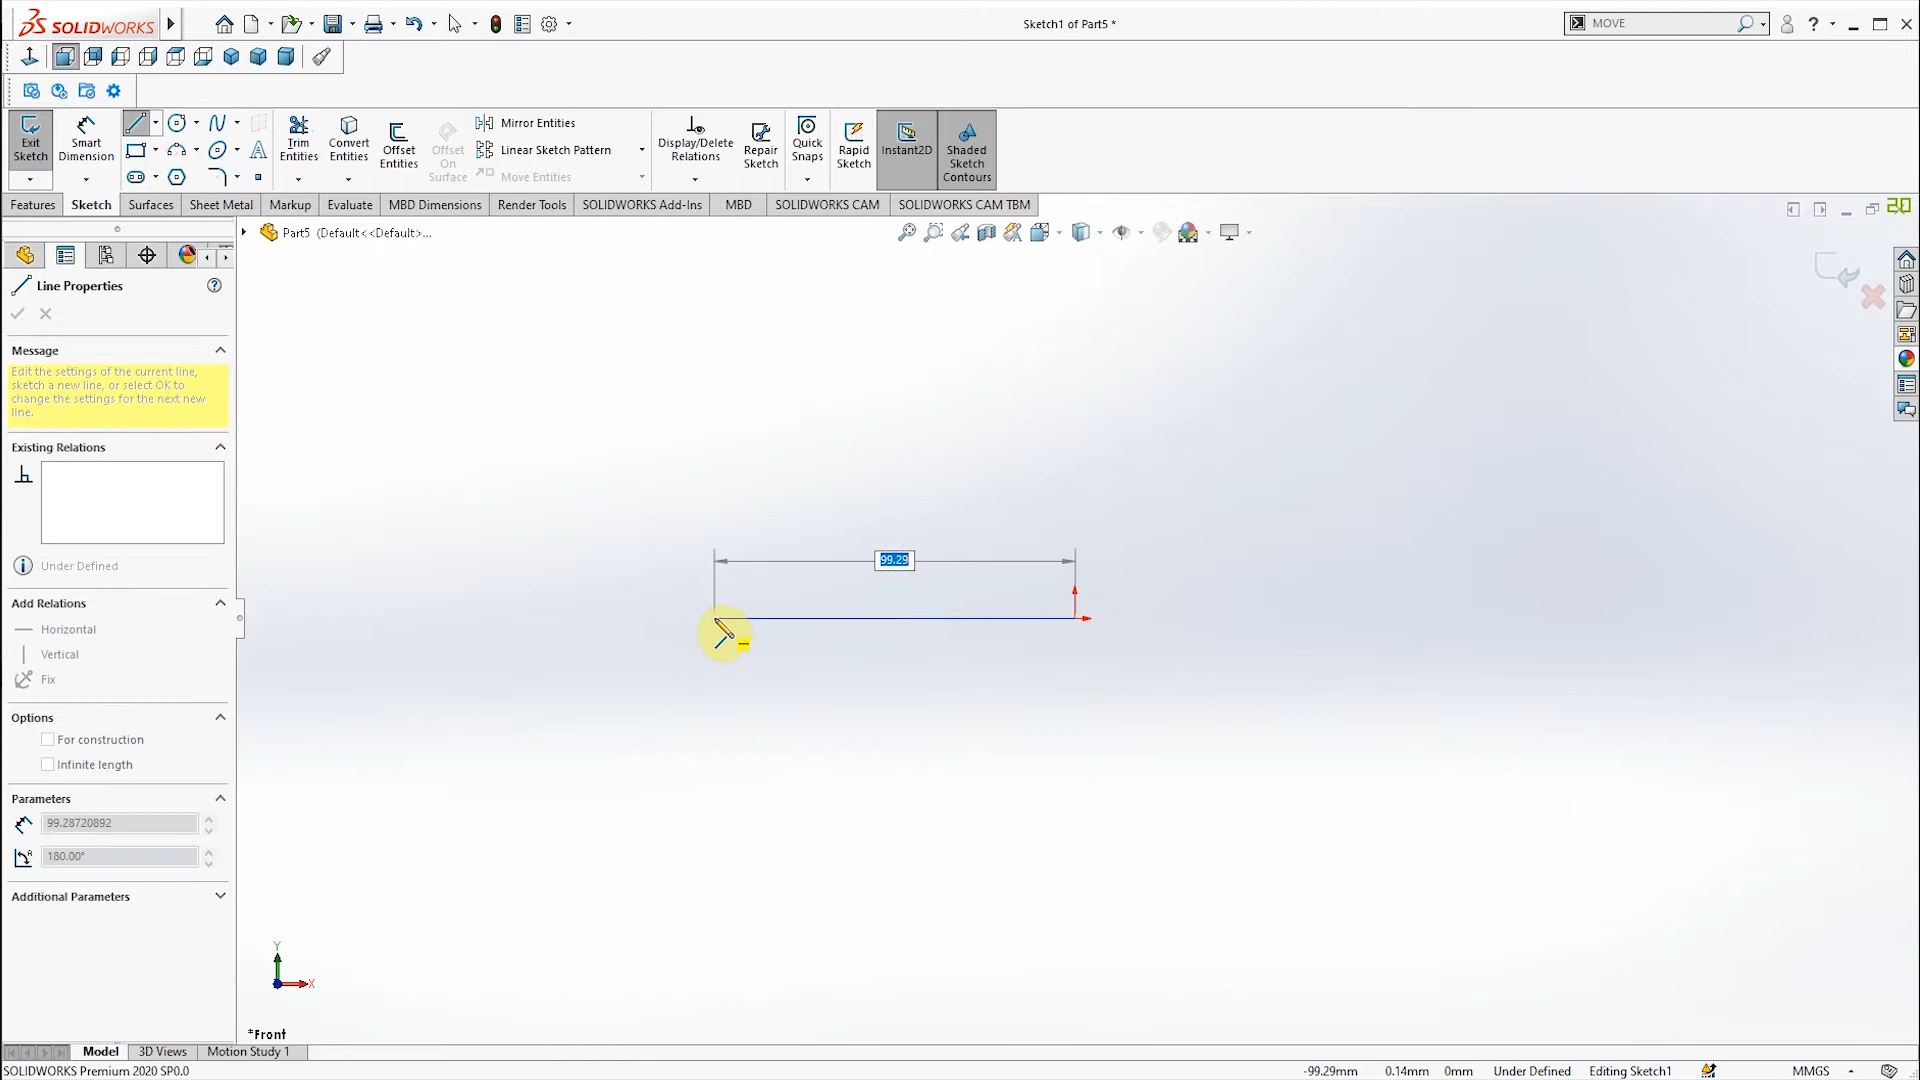 SOLIDWORKS
Sketch1 of Part5 *
MOVE
?
Exit Sketch
Smart Dimension
Trim Entities
Convert Entities
Offset Entities
Offset On Surface
Mirror Entities
Linear Sketch Pattern
Move Entities
Display/Delete Relations
Repair Sketch
Quick Snaps
Rapid Sketch
Instant2D
Shaded Sketch Contours
Features Sketch Surfaces Sheet Metal Markup Evaluate MBD Dimensions Render Tools SOLIDWORKS Add-Ins MBD SOLIDWORKS CAM SOLIDWORKS CAM TBM
Part5 (Default<<Default>...
Line Properties
Message
Edit the settings of the current line,
sketch a new line, or select OK to
change the settings for the next new
line.
Existing Relations
Under Defined
Add Relations
Horizontal
Vertical
Fix
Options
For construction
Infinite length
Parameters
99.28720892
180.00°
Additional Parameters
99.29
Y
X
*Front
Model 3D Views Motion Study 1
SOLIDWORKS Premium 2020 SP0.0
-99.29mm 0.14mm 0mm Under Defined Editing Sketch1 MMGS